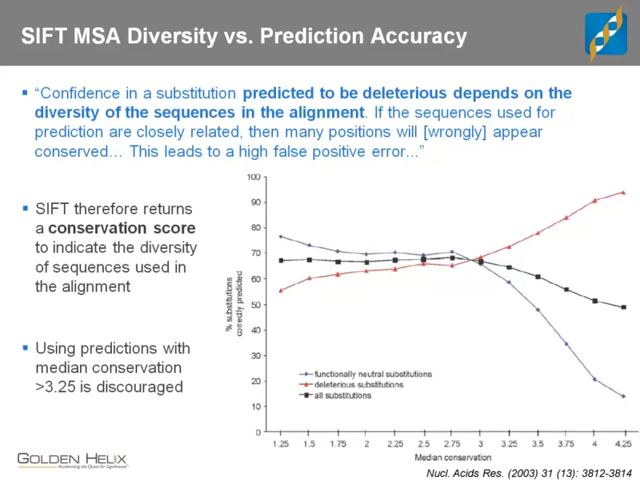 SIFT MSA Diversity vs. Prediction Accuracy
“Confidence in a substitution predicted to be deleterious depends on the
diversity of the sequences in the alignment. If the sequences used for
prediction are closely related, then many positions will [wrongly] appear
conserved… This leads to a high false positive error...”
SIFT therefore returns
a conservation score
to indicate the diversity
of sequences used in
the alignment
Using predictions with
median conservation
>3.25 is discouraged
% substitutions
correctly predicted
100
90
80
70
60
50
40
30
20
10
0
functionally neutral substitutions
deleterious substitutions
all substitutions
1.25 1.5 1.75 2 2.25 2.5 2.75 3 3.25 3.5 3.75 4 4.25
Median conservation
GOLDEN HELIX
Accelerating the Quest for Significance™
Nucl. Acids Res. (2003) 31 (13): 3812-3814